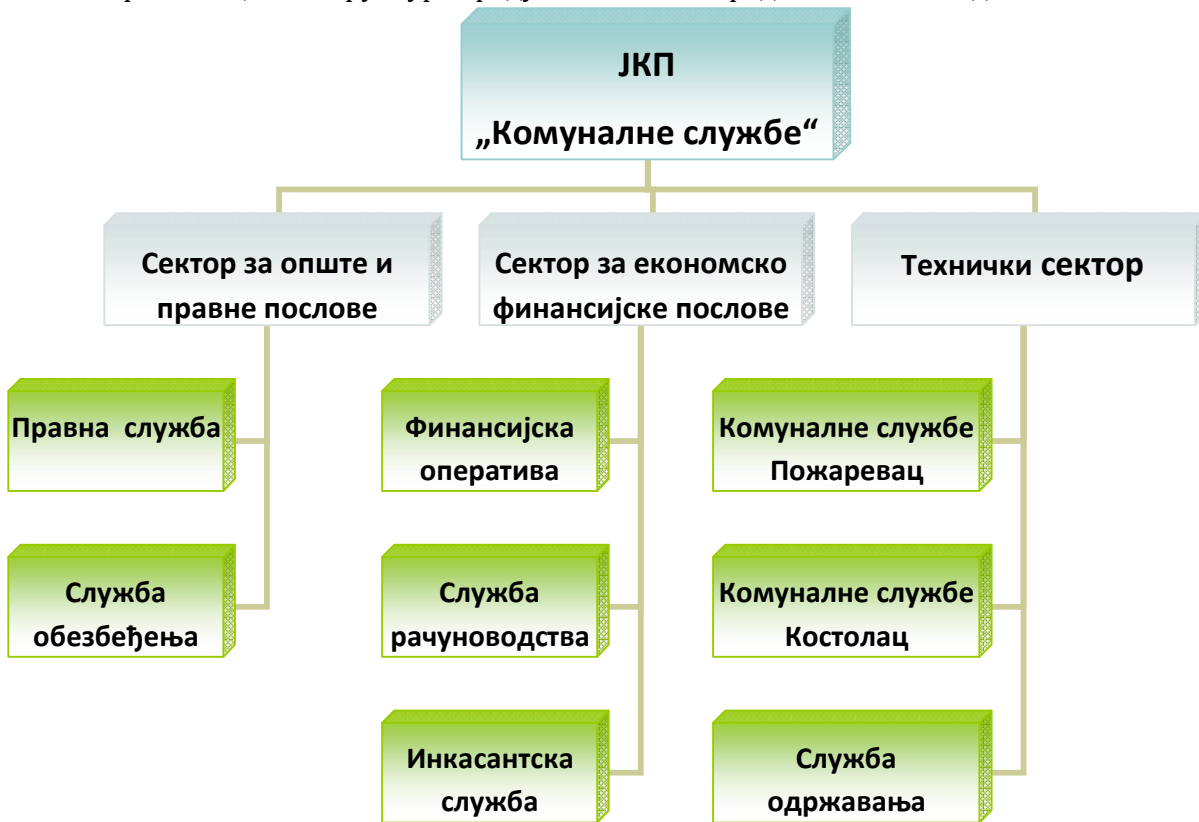 ЈКП
„Комуналне службе“
Сектор за опште и
правне послове
Сектор за економско
финансијске послове
Технички сектор
Правна служба
Служба
обезбеђења
Финансијска
оператива
Служба
рачуноводства
Инкасантска
служба
Комуналне службе
Пожаревац
Комуналне службе
Костолац
Служба
одржавања